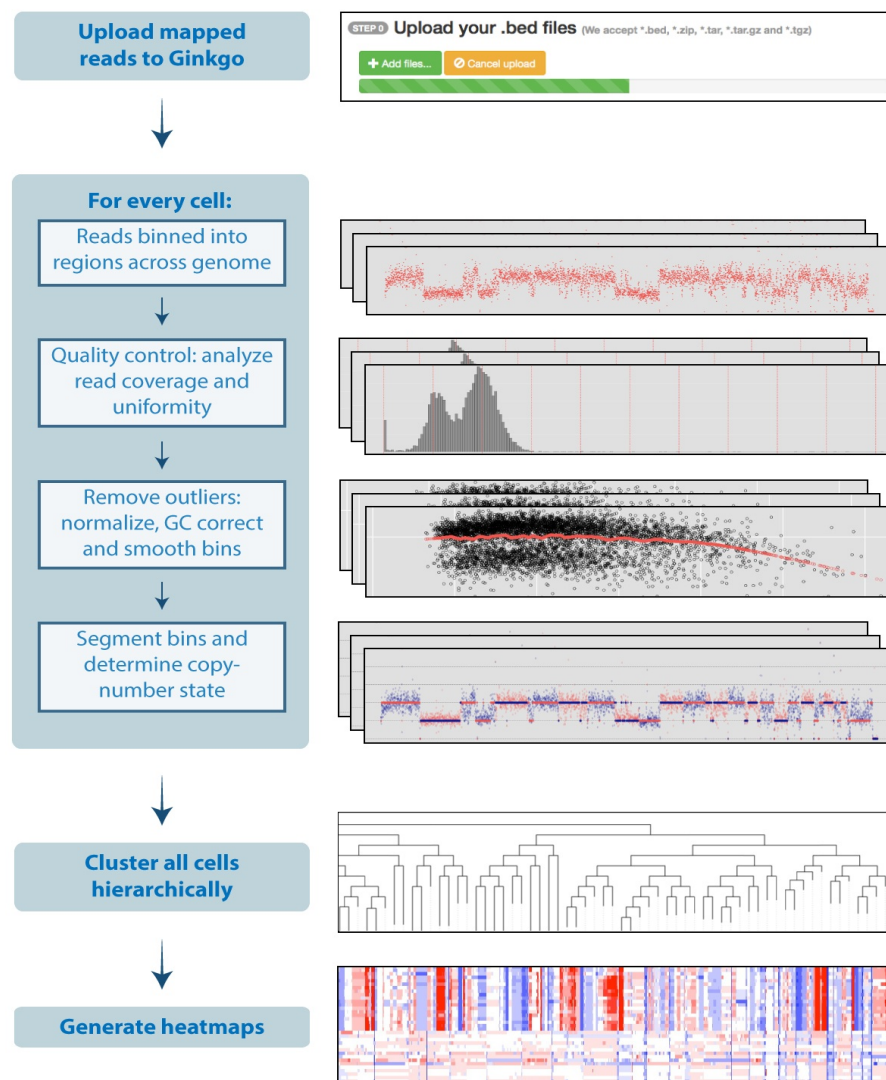 Upload mapped
reads to Ginkgo
STEP 0 Upload your .bed files (We accept *.bed, *.zip, *.tar, *.tar.gz and *.tgz)
+ Add files...
Cancel upload
For every cell:
Reads binned into
regions across genome
Quality control: analyze
read coverage and
uniformity
Remove outliers:
normalize, GC correct
and smooth bins
Segment bins and
determine copy-
number state
Cluster all cells
hierarchically
Generate heatmaps